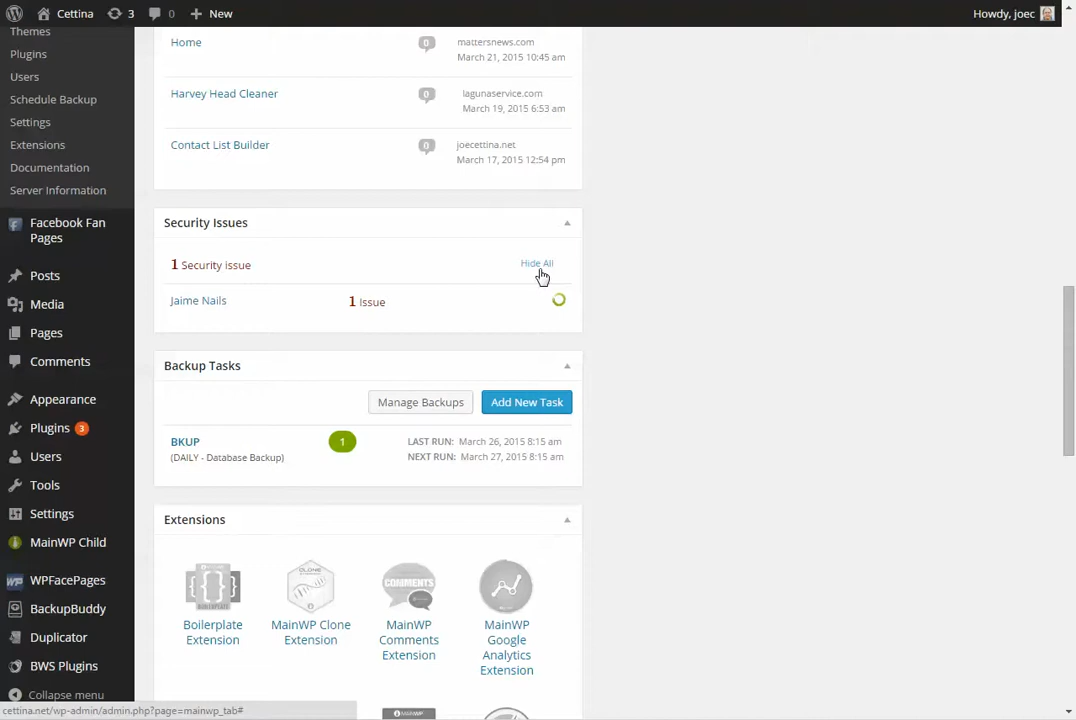 Cettina
3
0
New
Howdy, joec
Themes
Plugins
Users
Schedule Backup
Settings
Extensions
Documentation
Server Information
Facebook Fan
Pages
Posts
Media
Pages
Comments
Appearance
Plugins 3
Users
Tools
Settings
MainWP Child
WP WPFacePages
BackupBuddy
Duplicator
BWS Plugins
Collapse menu
Home
0
mattersnews.com
March 21, 2015 10:45 am
Harvey Head Cleaner
0
lagunaservice.com
March 19, 2015 6:53 am
Contact List Builder
0
joecettina.net
March 17, 2015 12:54 pm
Security Issues
1 Security issue
Hide All
Jaime Nails
1 Issue
Backup Tasks
Manage Backups
Add New Task
BKUP
(DAILY - Database Backup)
1
LAST RUN: March 26, 2015 8:15 am
NEXT RUN: March 27, 2015 8:15 am
Extensions
BOILERPLATE
Boilerplate
Extension
CLONE
MainWP Clone
Extension
COMMENTS
MainWP
Comments
Extension
MainWP
Google
Analytics
Extension
MAINWP
cettina.net/wp-admin/admin.php?page=mainwp_tab#